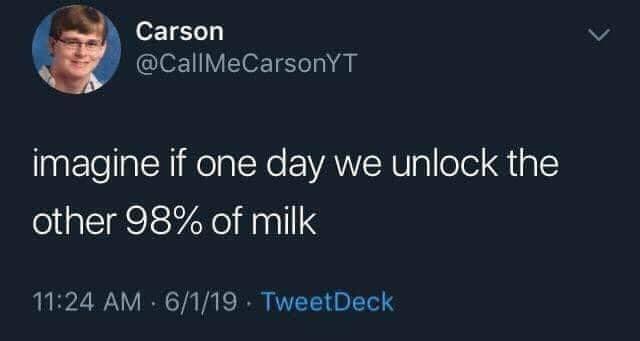 Carson
@CallMeCarsonYT
imagine if one day we unlock the
other 98% of milk
11:24 AM · 6/1/19 · TweetDeck